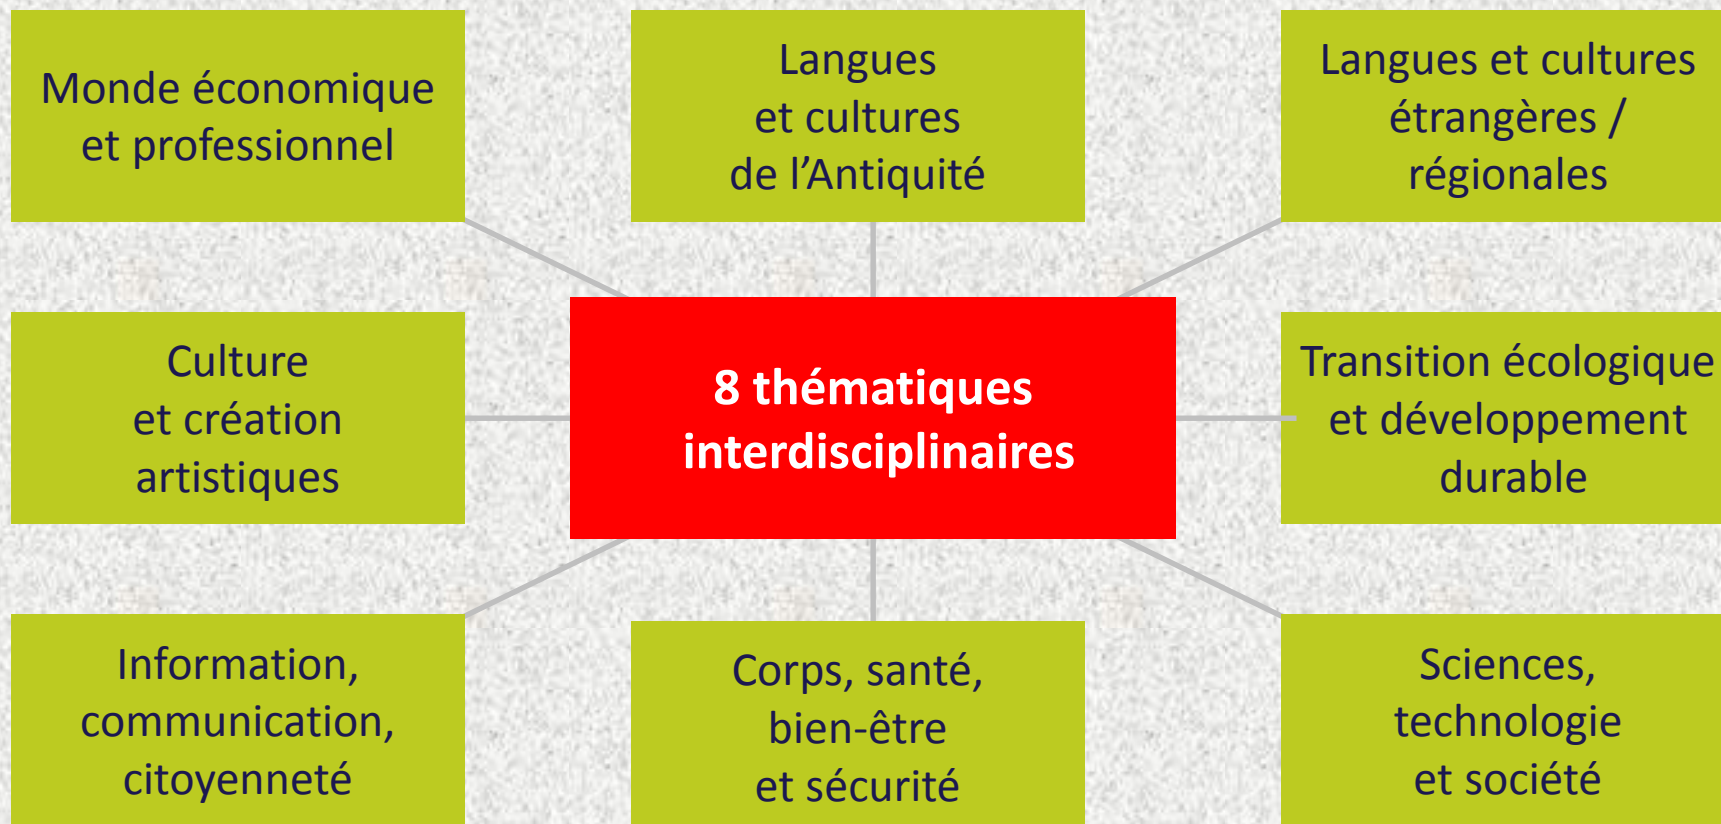 Monde économique
et professionnel
Langues
et cultures
de l’Antiquité
Langues et cultures
étrangères /
régionales
Culture
et création
artistiques
8 thématiques
interdisciplinaires
Transition écologique
et développement
durable
Information,
communication,
citoyenneté
Corps, santé,
bien-être
et sécurité
Sciences,
technologie
et société